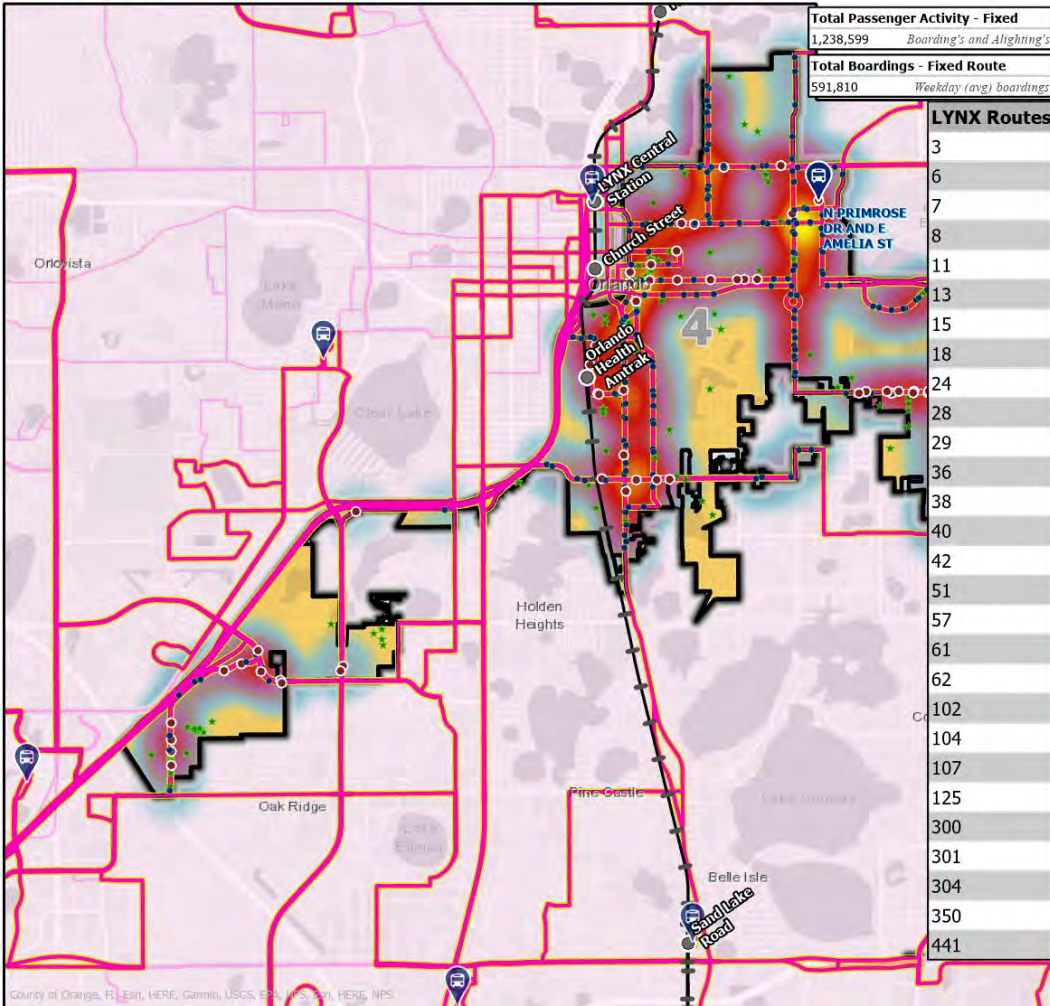 Total Passenger Activity - Fixed
1,238,599 Boarding's and Alighting's
Total Boardings - Fixed Route
591,810 Weekday (avg) boardings
LYNX Routes
3
6
7
8
11
13
15
18
24
28
29
36
38
40
42
51
57
61
62
102
104
107
125
300
301
304
350
441
LYNX Central
Station
N PRIMROSE
DR AND E
AMELIA ST
Church Street
Orlovista
Orlando
Lake
Mann
4
Orlando
Health /
Amtrak
Clear Lake
Holden
Heights
Pine Castle
Oak Ridge
Lake
Belle Isle
Sand Lake
Road
County of Orange, FL, Esri, HERE, Garmin, USGS, EPA, NPS, Esri, HERE, NPS